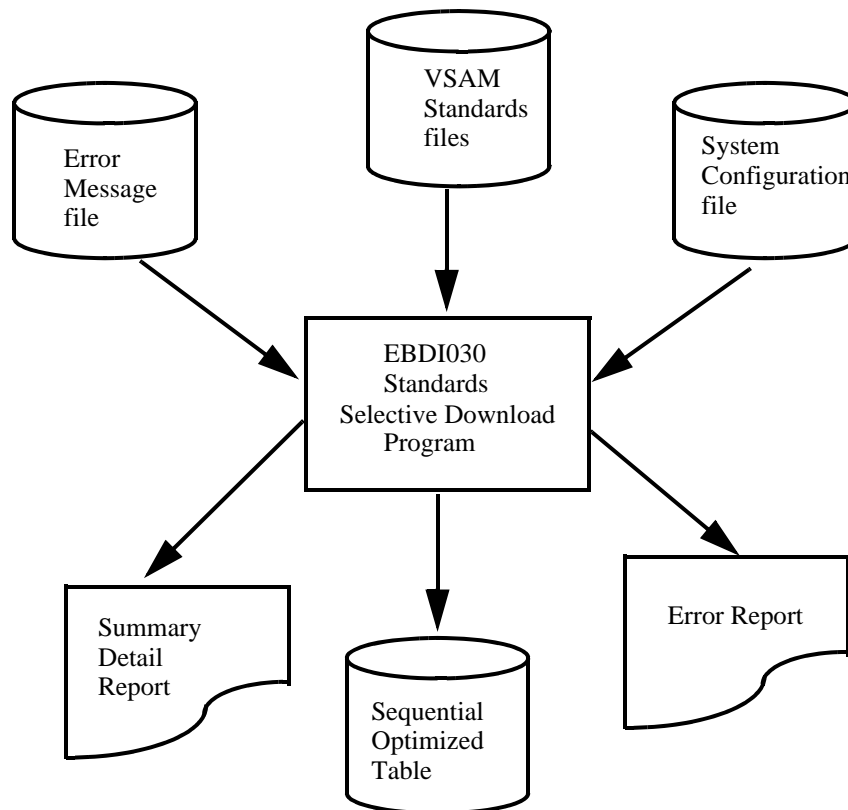 VSAM
Standards
files
Error
Message
file
System
Configuration
file
EBDI030
Standards
Selective Download
Program
Summary
Detail
Report
Error Report
Sequential
Optimized
Table